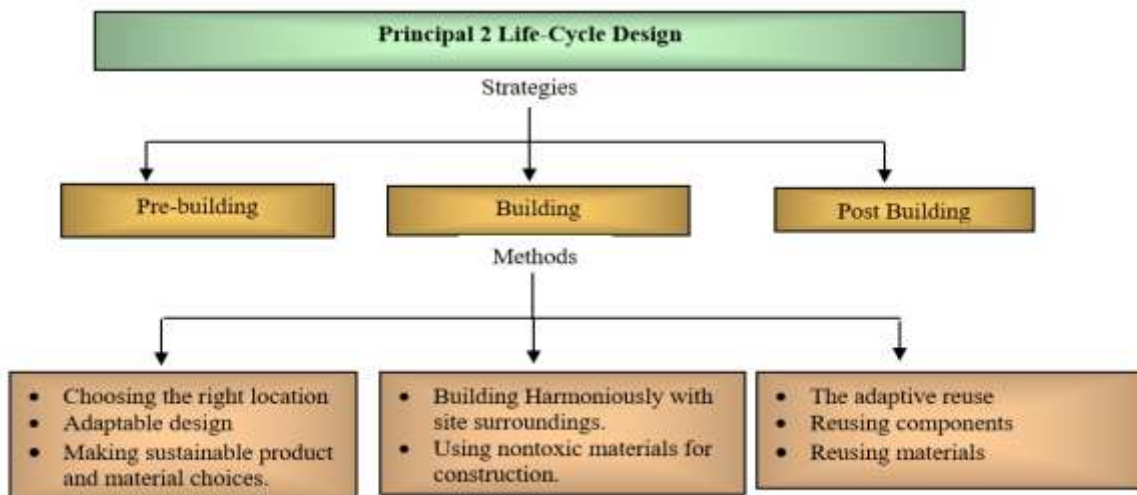 Principal 2 Life-Cycle Design
Strategies
Pre-building
Building
Post Building
Methods
• Choosing the right location
• Adaptable design
• Making sustainable product
and material choices.
• Building Harmoniously with
site surroundings.
• Using nontoxic materials for
construction.
• The adaptive reuse
• Reusing components
• Reusing materials